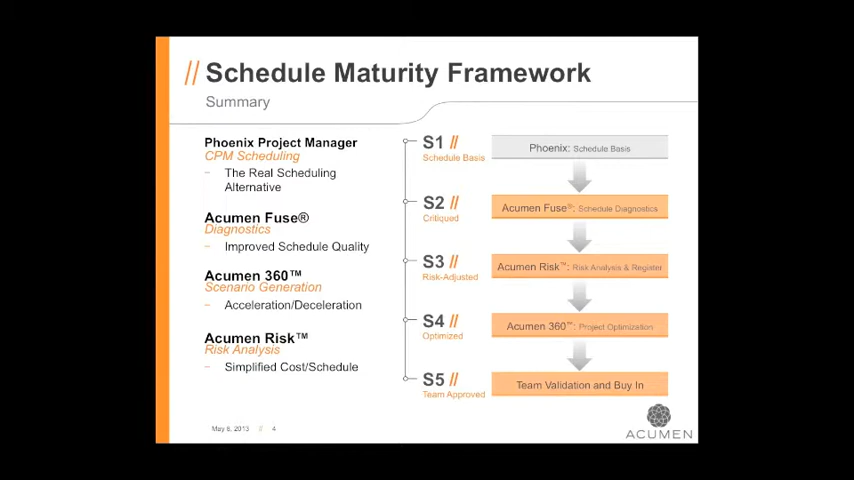 // Schedule Maturity Framework
Summary
Phoenix Project Manager
CPM Scheduling
– The Real Scheduling
Alternative
Acumen Fuse®
Diagnostics
– Improved Schedule Quality
Acumen 360™
Scenario Generation
– Acceleration/Deceleration
Acumen Risk™
Risk Analysis
– Simplified Cost/Schedule
S1 //
Schedule Basis
Phoenix: Schedule Basis
S2 //
Critiqued
Acumen Fuse®: Schedule Diagnostics
S3 //
Risk-Adjusted
Acumen Risk™: Risk Analysis & Register
S4 //
Optimized
Acumen 360™: Project Optimization
S5 //
Team Approved
Team Validation and Buy In
May 8, 2013 // 4
ACUMEN